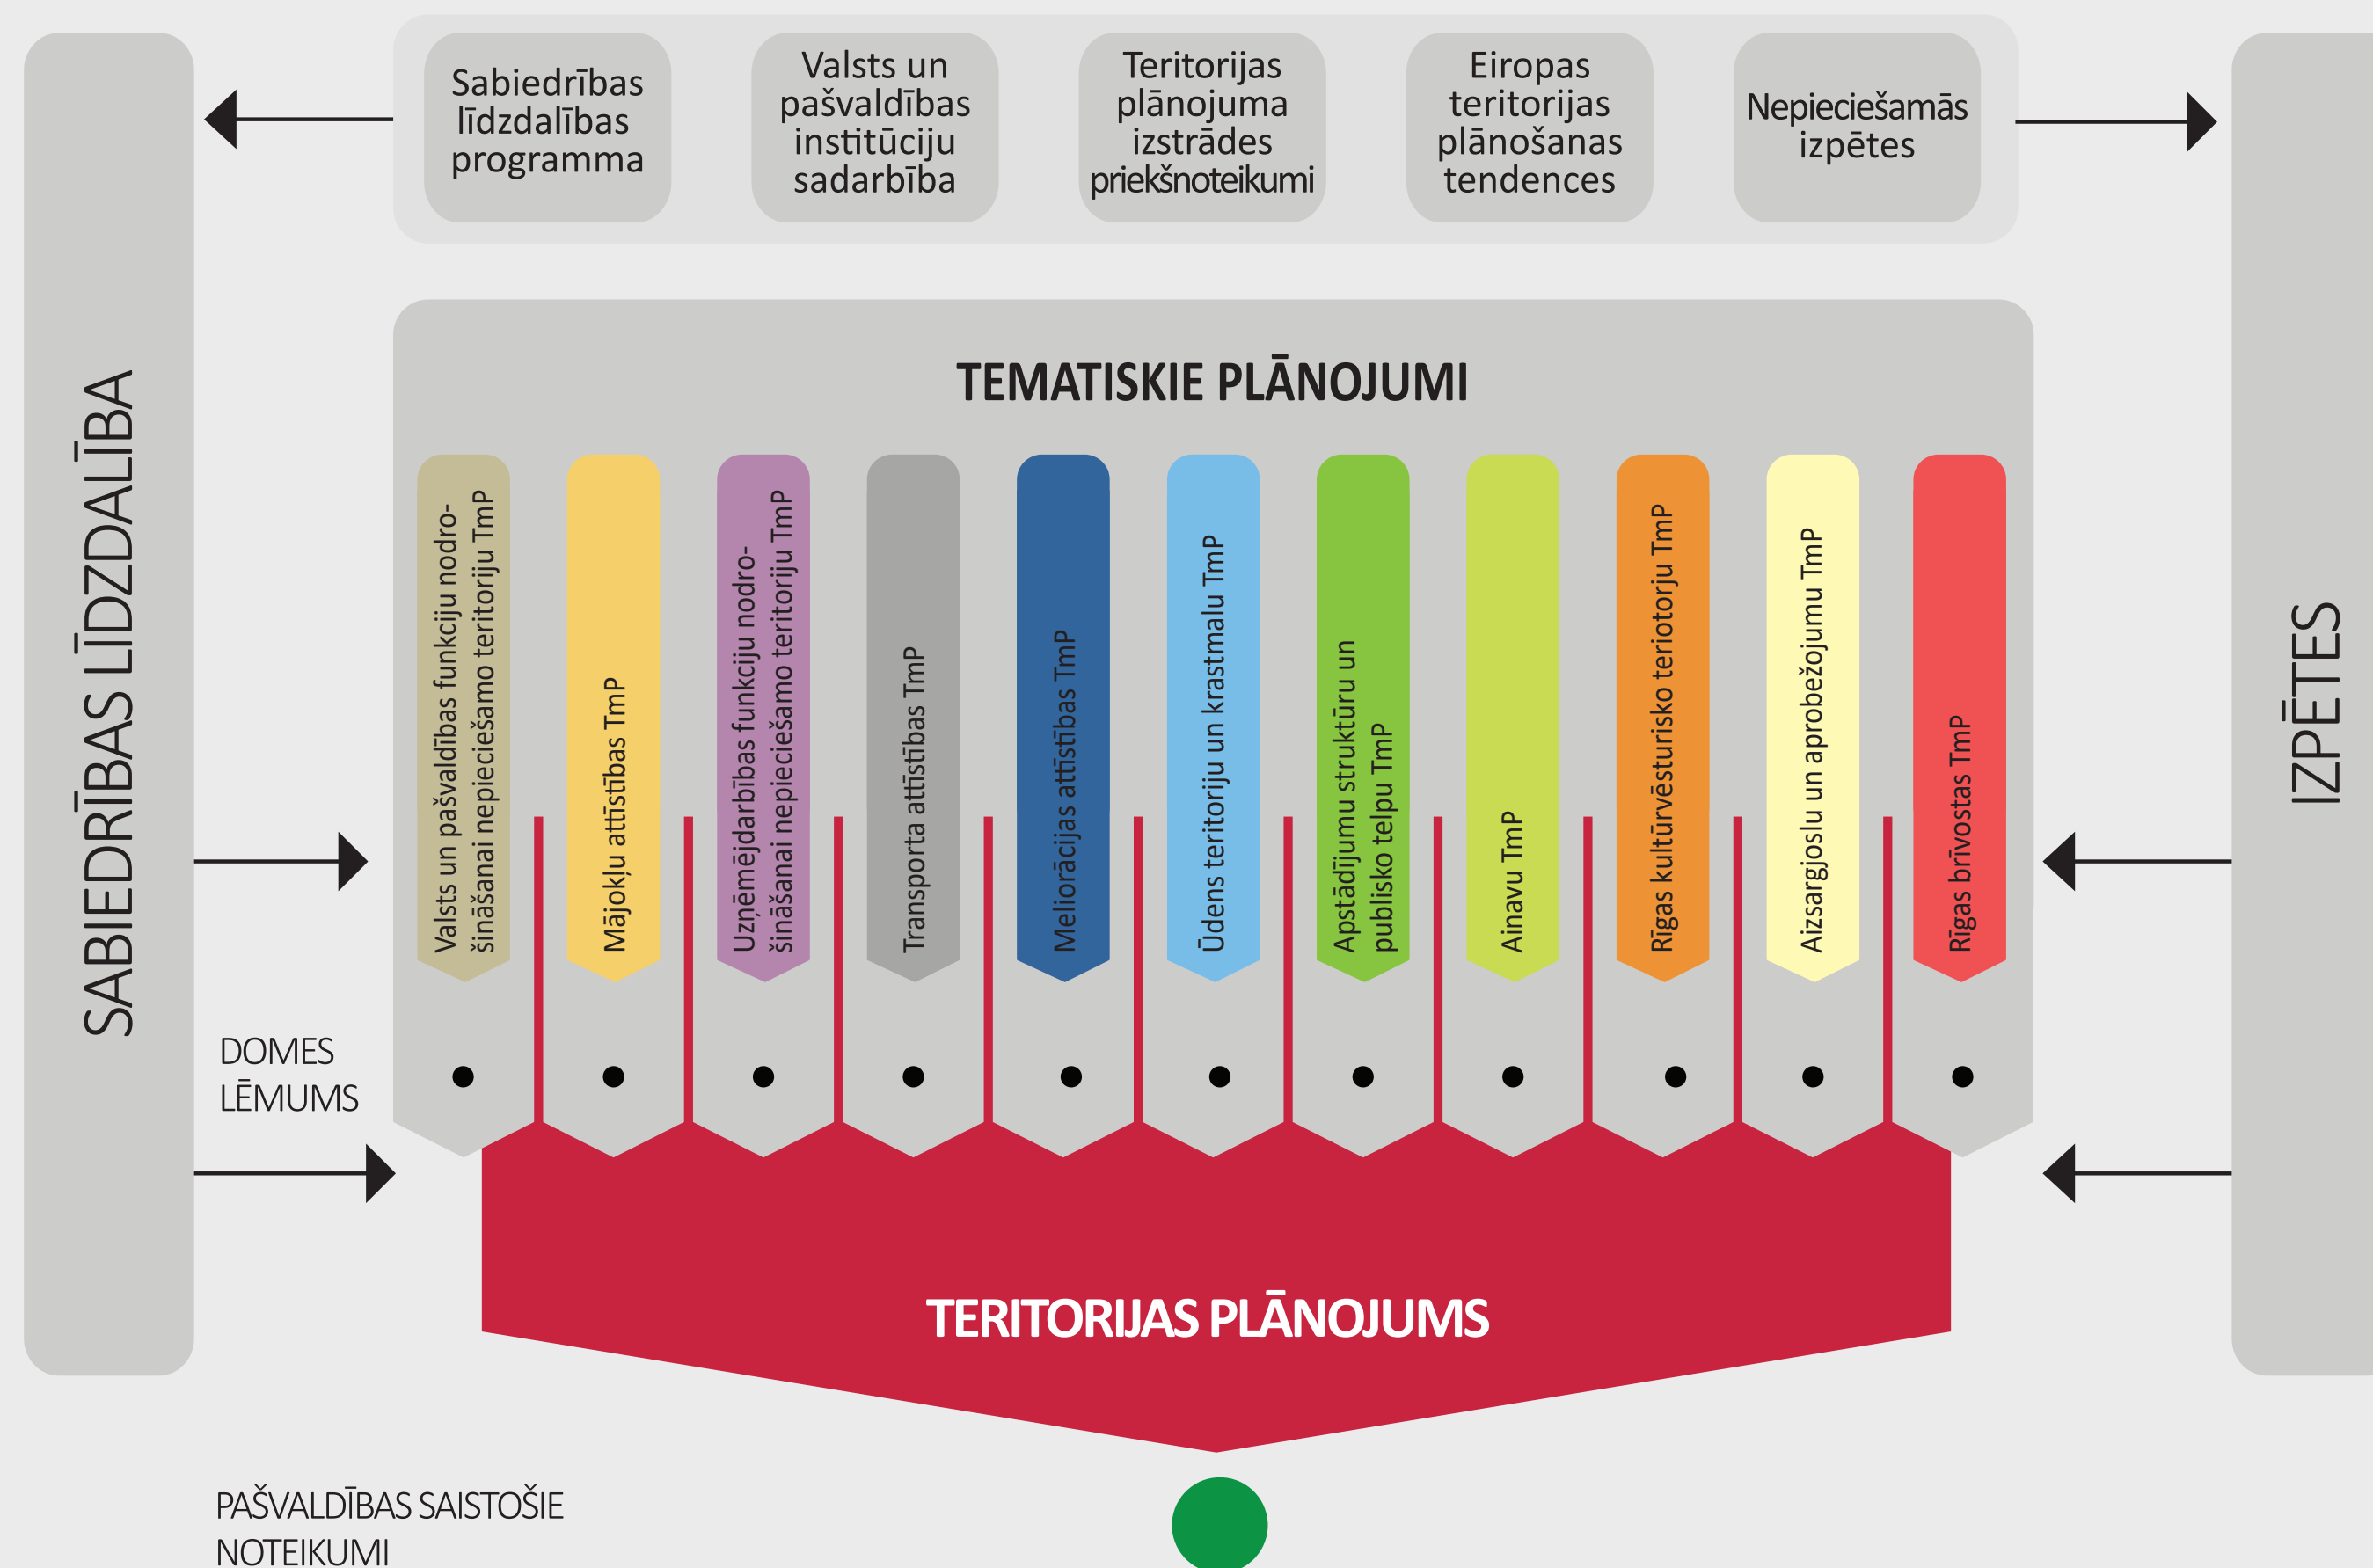 Sabiedrības
līdzdalības
programma
Valsts un
pašvaldības
institūciju
sadarbība
Teritorijas
plānojuma
izstrādes
priekšnoteikumi
Eiropas
teritorijas
plānošanas
tendences
Nepieciešamās
izpētes
SABIEDRĪBAS LĪDZDALĪBA
TEMATISKIE PLĀNOJUMI
Valsts un pašvaldības funkciju nodro-
šināšanai nepieciešamo teritoriju TmP
Mājokļu attīstības TmP
Uzņēmējdarbības funkciju nodro-
šināšanai nepieciešamo teritoriju TmP
Transporta attīstības TmP
Meliorācijas attīstības TmP
Ūdens teritoriju un krastmalu TmP
Apstādījumu struktūru un
publisko telpu TmP
Ainavu TmP
Rīgas kultūrvēsturisko teriotorju TmP
Aizsargjoslu un aprobežojumu TmP
Rīgas brīvostas TmP
IZPĒTES
DOMES
LĒMUMS
TERITORIJAS PLĀNOJUMS
PAŠVALDĪBAS SAISTOŠIE
NOTEIKUMI